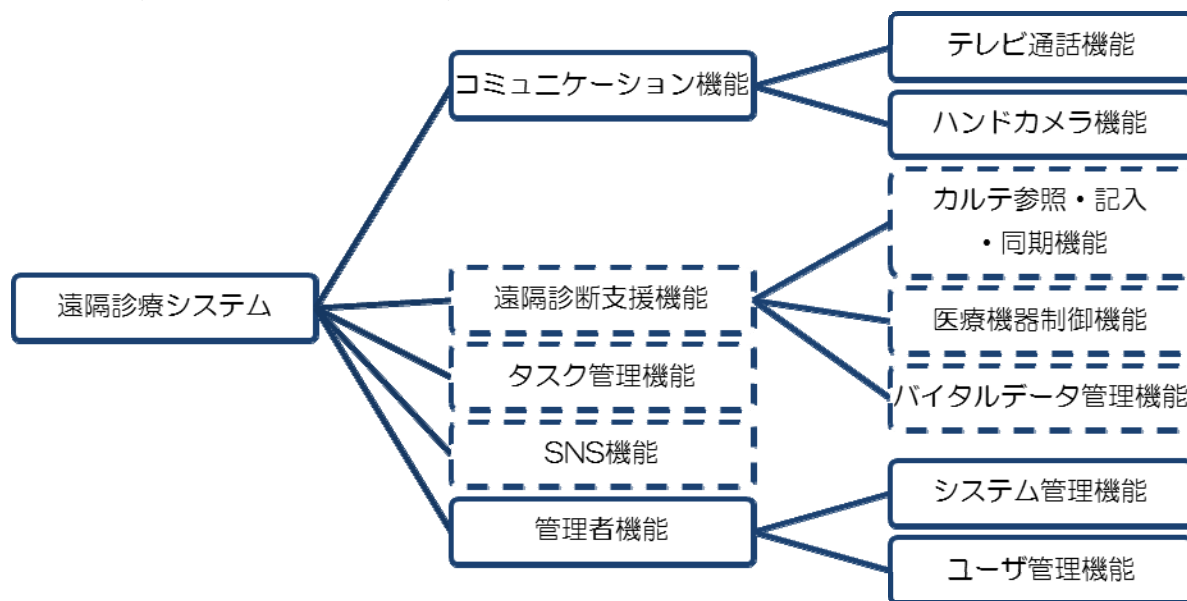 遠隔診療システム
コミュニケーション機能
テレビ通話機能
ハンドカメラ機能
遠隔診断支援機能
カルテ参照・記入
・同期機能
医療機器制御機能
バイタルデータ管理機能
タスク管理機能
SNS機能
管理者機能
システム管理機能
ユーザ管理機能